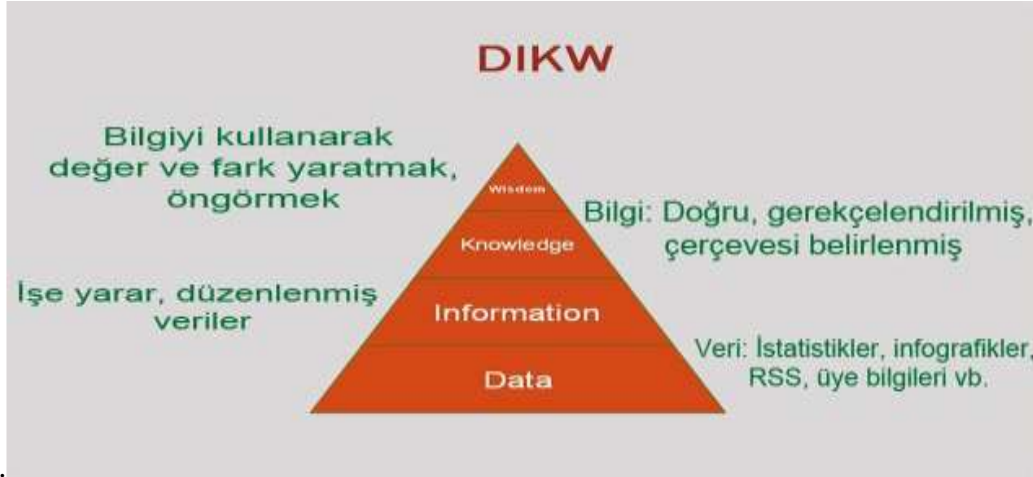 DIKW
Bilgiyi kullanarak
değer ve fark yaratmak,
öngörmek
Wisdom
Bilgi: Doğru, gerekçelendirilmiş,
çerçevesi belirlenmiş
Knowledge
İşe yarar, düzenlenmiş
veriler
Information
Veri: İstatistikler, infografikler,
RSS, üye bilgileri vb.
Data
.